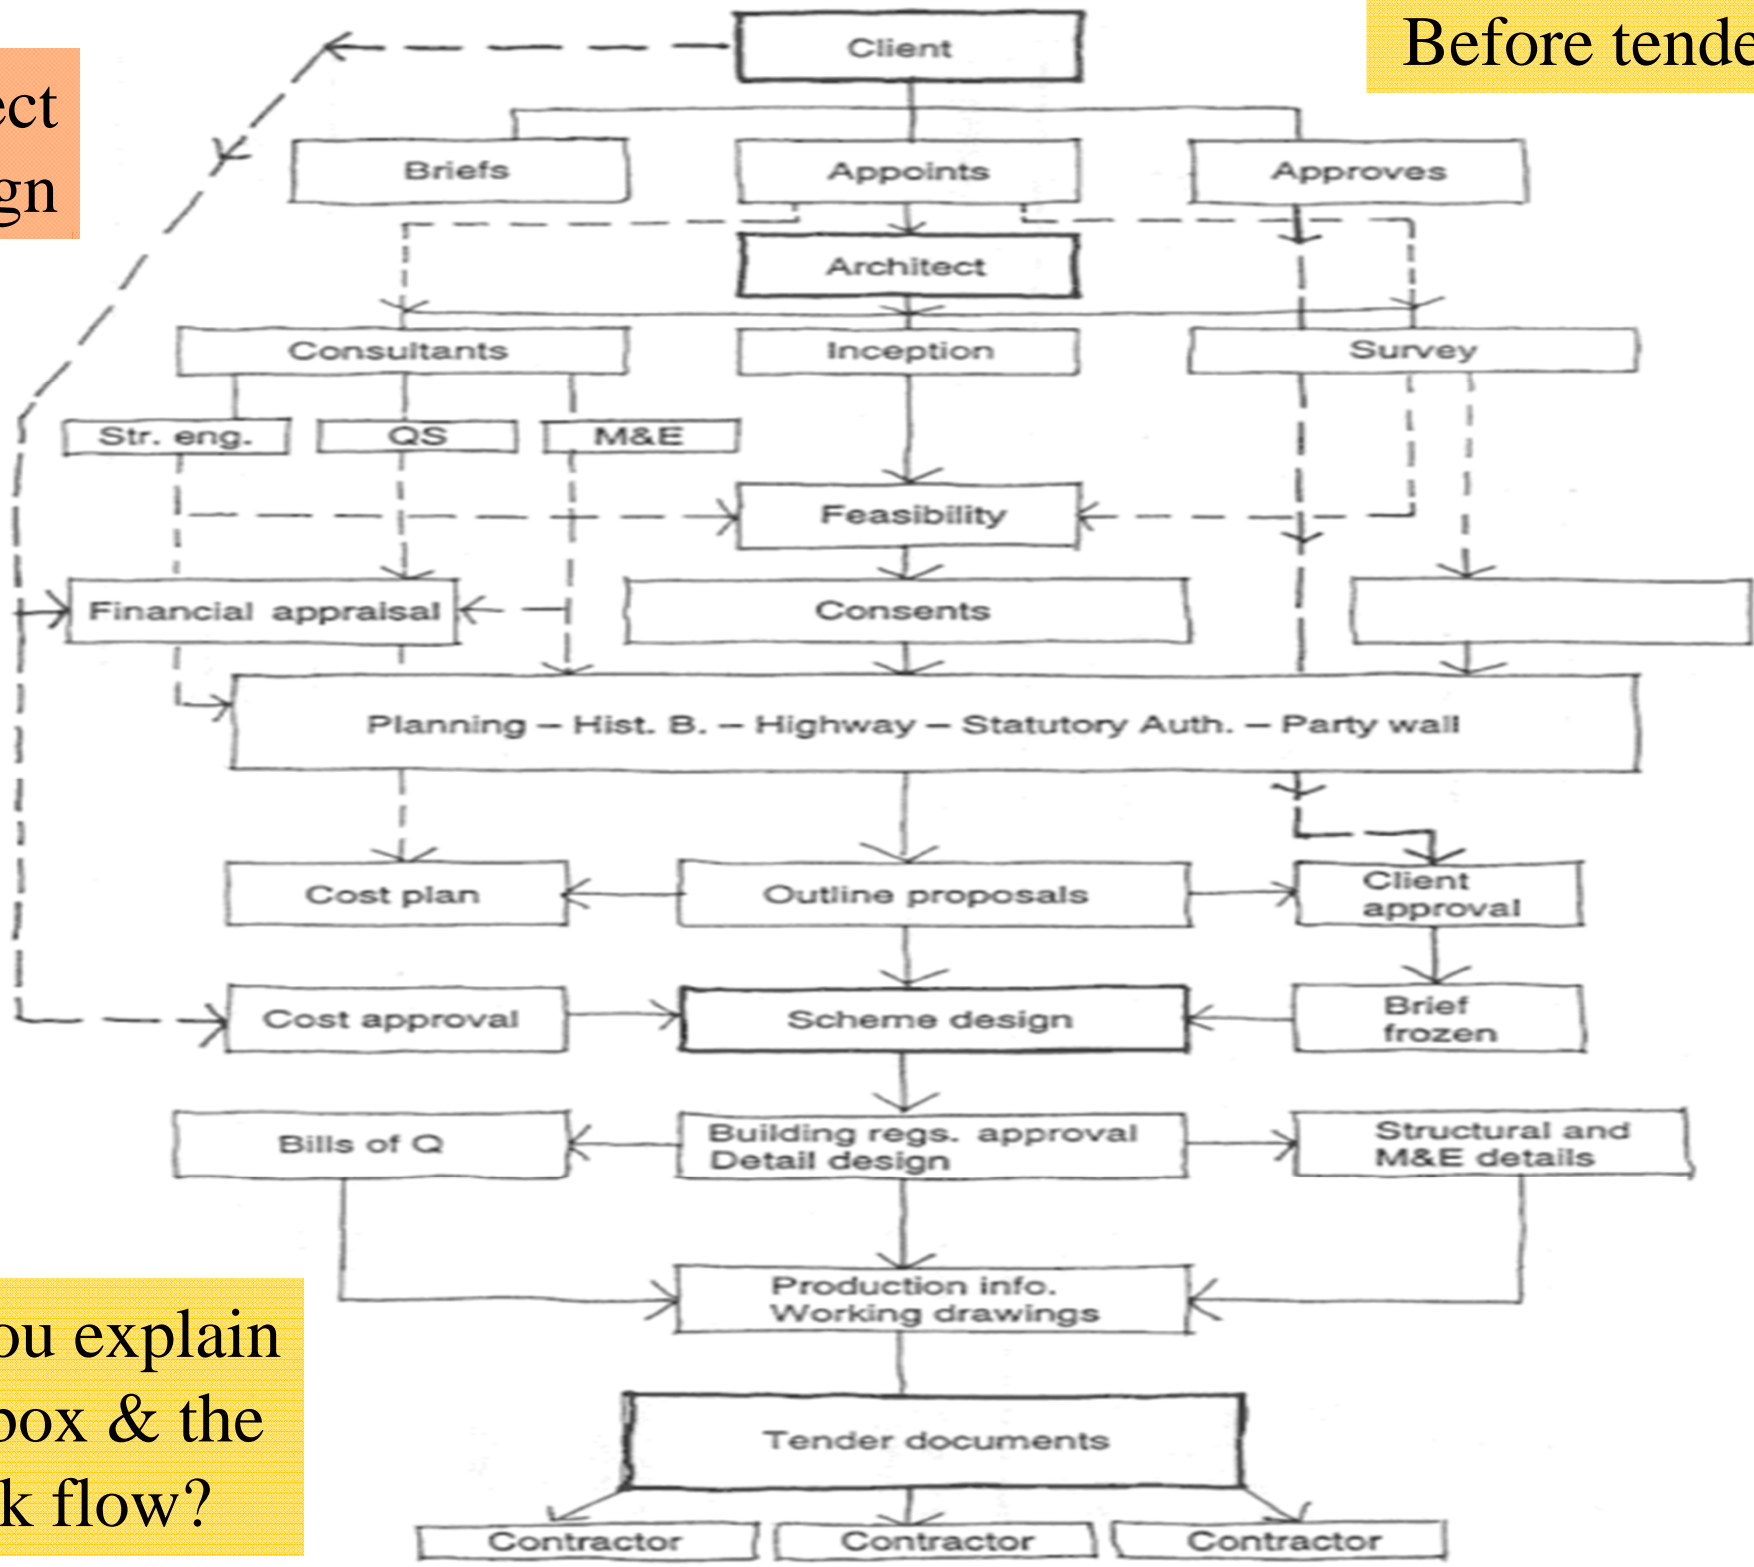 Client
Before tende
ect
gn
Briefs
Appoints
Approves
Architect
Consultants
Inception
Survey
Str. eng.
QS
M&E
Feasibility
Financial appraisal
Consents
Planning – Hist. B. – Highway – Statutory Auth. – Party wall
Cost plan
Outline proposals
Client
approval
Cost approval
Scheme design
Brief
frozen
Bills of Q
Building regs. approval
Detail design
Structural and
M&E details
Production info.
Working drawings
ou explain
box & the
k flow?
Tender documents
Contractor
Contractor
Contractor